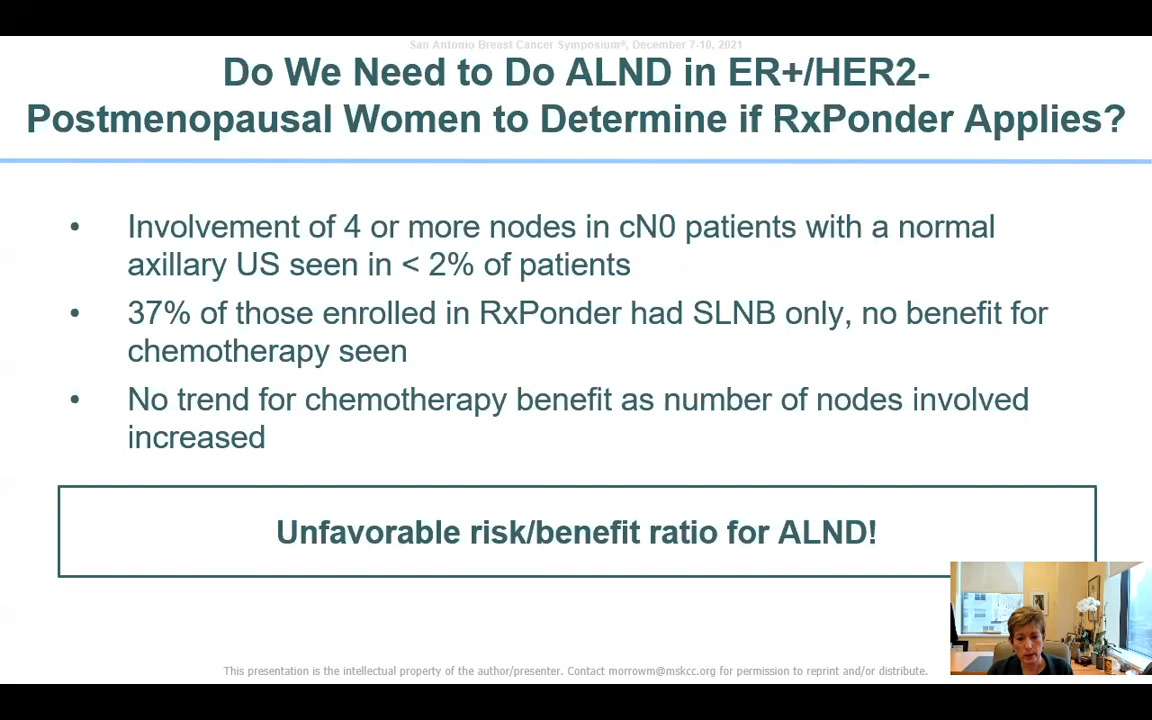 San Antonio Breast Cancer Symposium®, December 7-10, 2021
Do We Need to Do ALND in ER+/HER2-
Postmenopausal Women to Determine if RxPonder Applies?
• Involvement of 4 or more nodes in cN0 patients with a normal
axillary US seen in < 2% of patients
• 37% of those enrolled in RxPonder had SLNB only, no benefit for
chemotherapy seen
• No trend for chemotherapy benefit as number of nodes involved
increased
Unfavorable risk/benefit ratio for ALND!
This presentation is the intellectual property of the author/presenter. Contact morrowm@mskcc.org for permission to reprint and/or distribute.